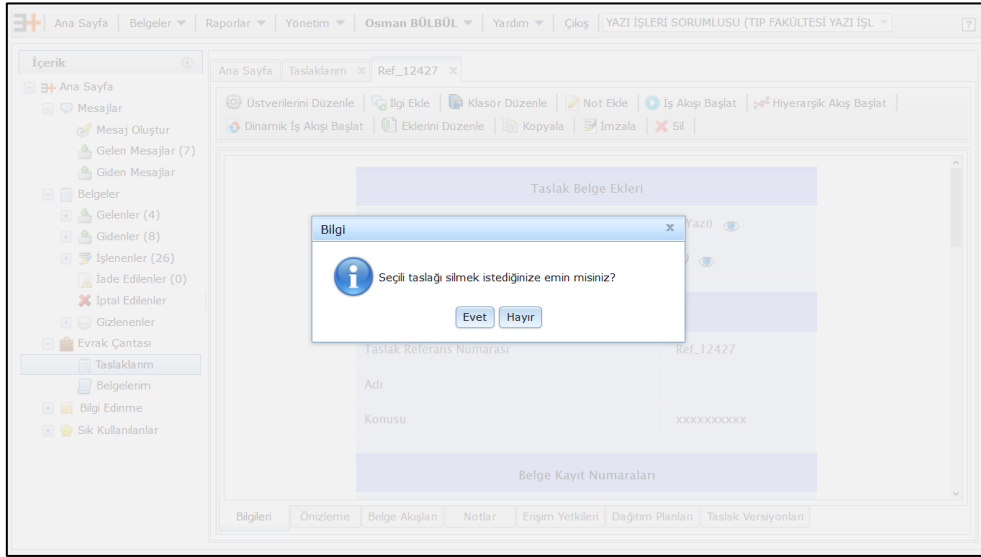 Ana Sayfa Belgeler Raporlar Yönetim Osman BÜLBÜL Yardım Çıkış YAZI İŞLERİ SORUMLUSU (TIP FAKÜLTESİ YAZI İŞL ?
İçerik
Ana Sayfa
Mesajlar
Mesaj Oluştur
Gelen Mesajlar (7)
Giden Mesajlar
Belgeler
Gelenler (4)
Gidenler (8)
İşlenenler (26)
İade Edilenler (0)
İptal Edilenler
Gizlenenler
Evrak Çantası
Taslaklarım
Belgelerim
Bilgi Edinme
Sık Kullanılanlar
Ana Sayfa Taslaklarım x Ref_12427 x
Üstverilerini Düzenle İlgi Ekle Klasör Düzenle Not Ekle İş Akışı Başlat Hiyerarşik Akış Başlat
Dinamik İş Akışı Başlat Eklerini Düzenle Kopyala İmzala Sil
Taslak Belge Ekleri
Yazı)
Bilgi x
Seçili taslağı silmek istediğinize emin misiniz?
Evet Hayır
Taslak Referans Numarası Ref_12427
Adı
Konusu xxxxxxxxxx
Belge Kayıt Numaraları
Bilgileri Önizleme Belge Akışları Notlar Erişim Yetkileri Dağıtım Planları Taslak Versiyonları